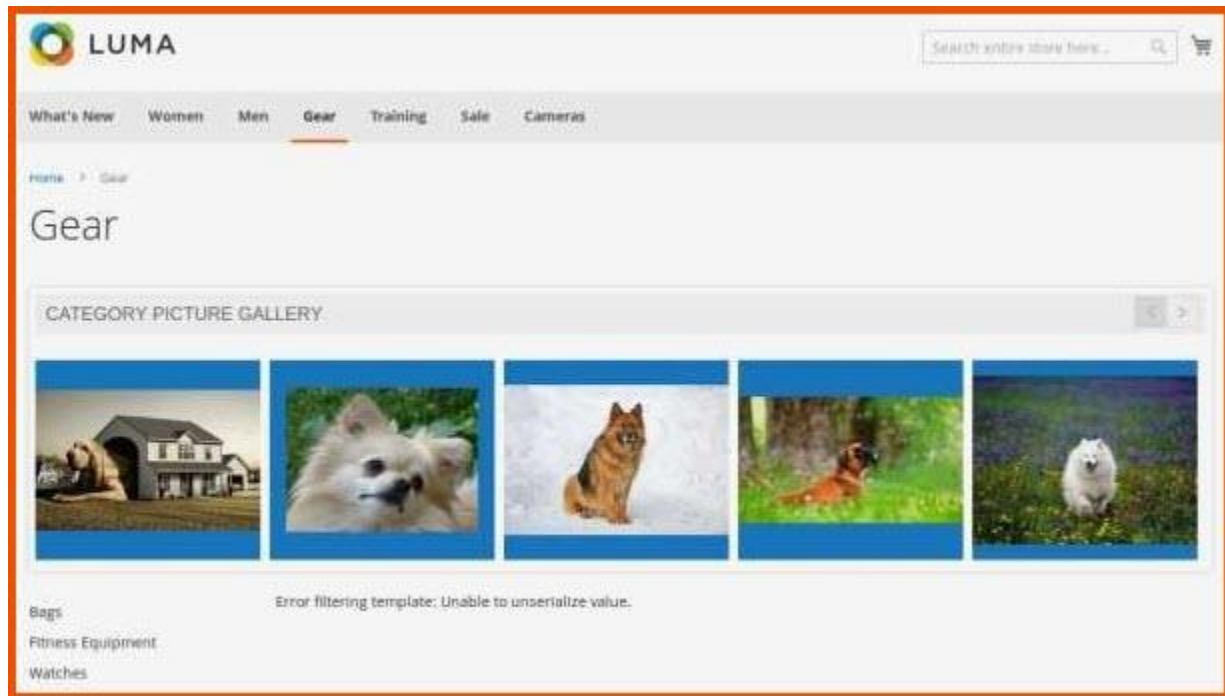 LUMA
Search entire store here...
What's New Women Men Gear Training Sale Cameras
Home > Gear
Gear
CATEGORY PICTURE GALLERY
< >
Error filtering template: Unable to unserialize value.
Bags
Fitness Equipment
Watches